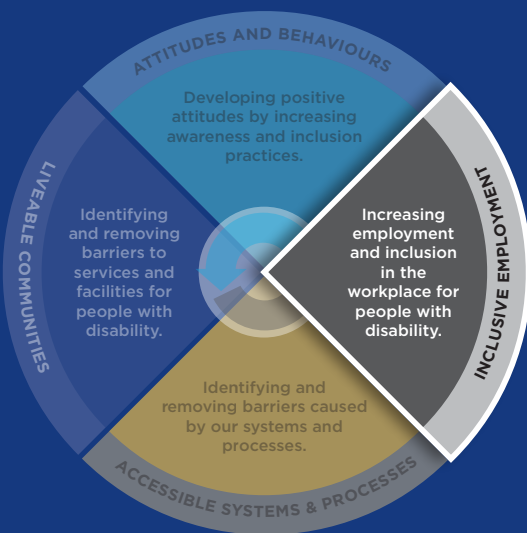 ATTITUDES AND BEHAVIOURS
Developing positive
attitudes by increasing
awareness and inclusion
practices.
LIVEABLE COMMUNITIES
Identifying
and removing
barriers to
services and
facilities for
people with
disability.
Increasing
employment
and inclusion
in the
workplace for
people with
disability.
INCLUSIVE EMPLOYMENT
Identifying and
removing barriers caused
by our systems and
processes.
ACCESSIBLE SYSTEMS & PROCESSES